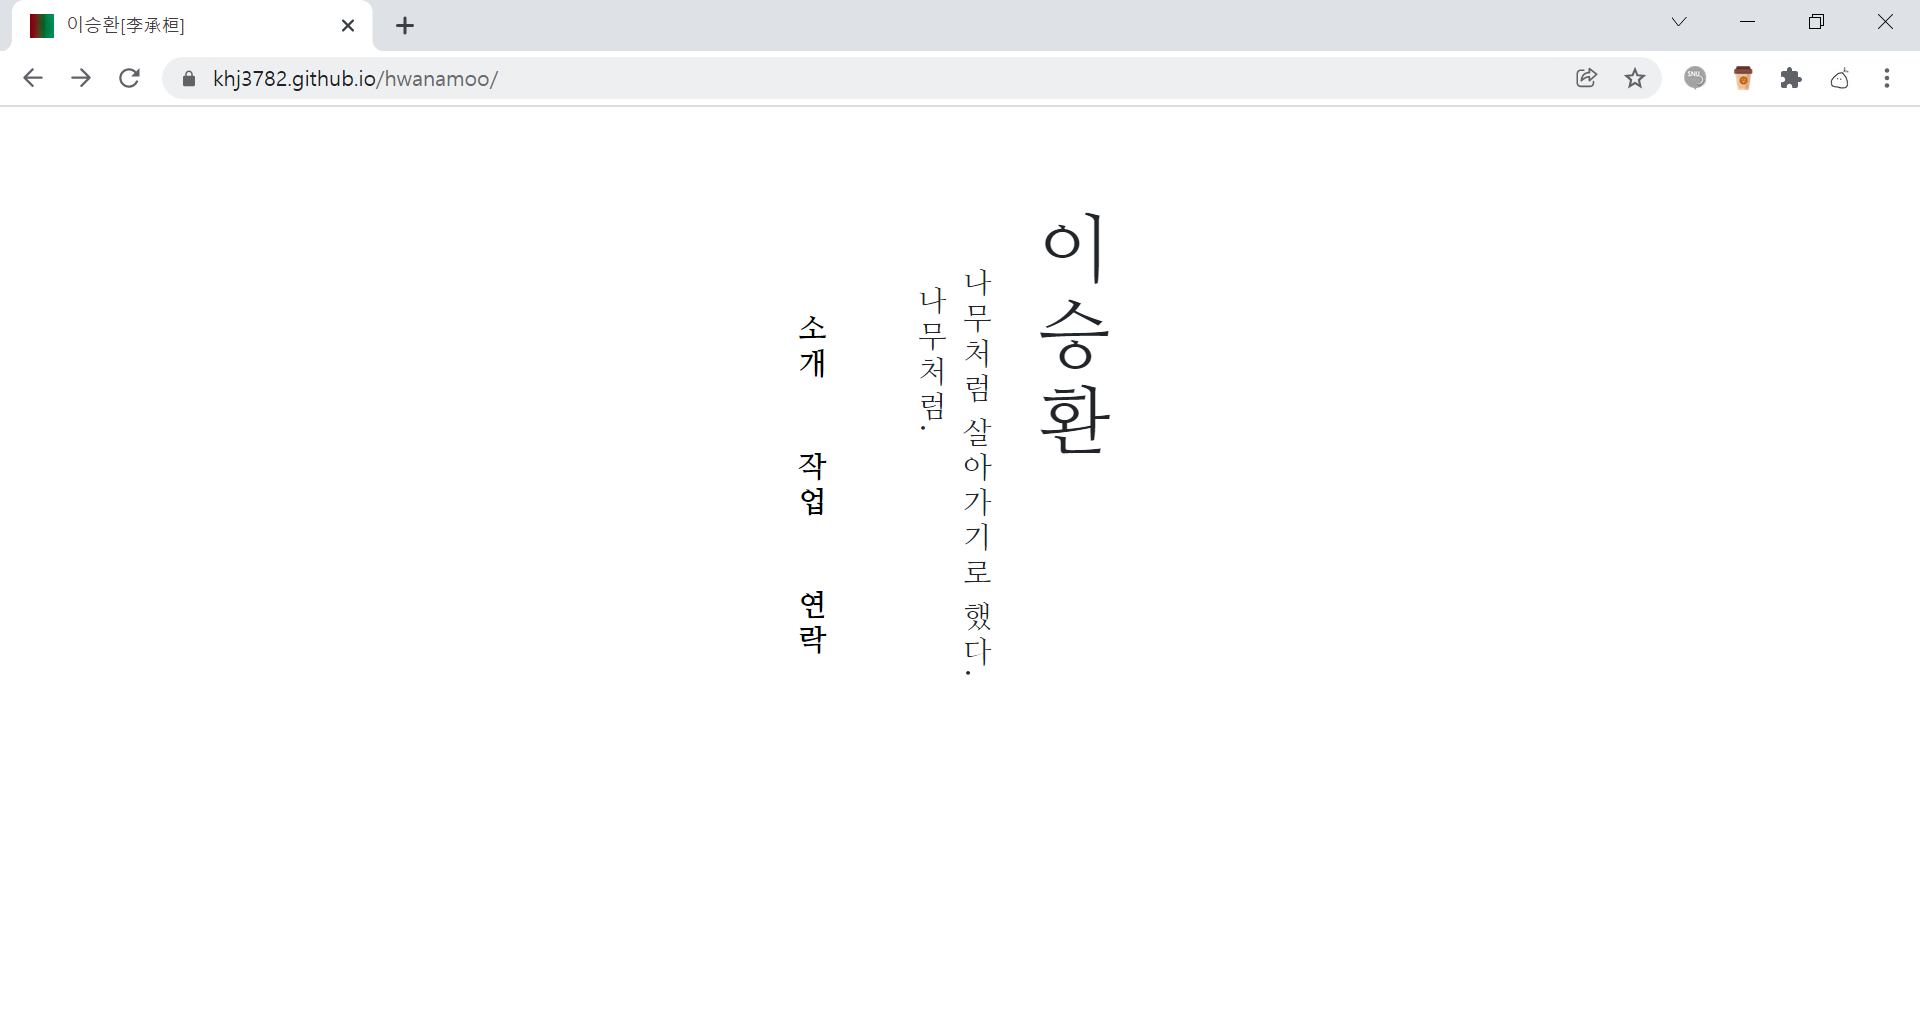 이승환[李承桓]
khj3782.github.io/hwanamoo/
SNU
이승환
나무처럼 살아가기로 했다.
나무처럼.
소개
작업
연락